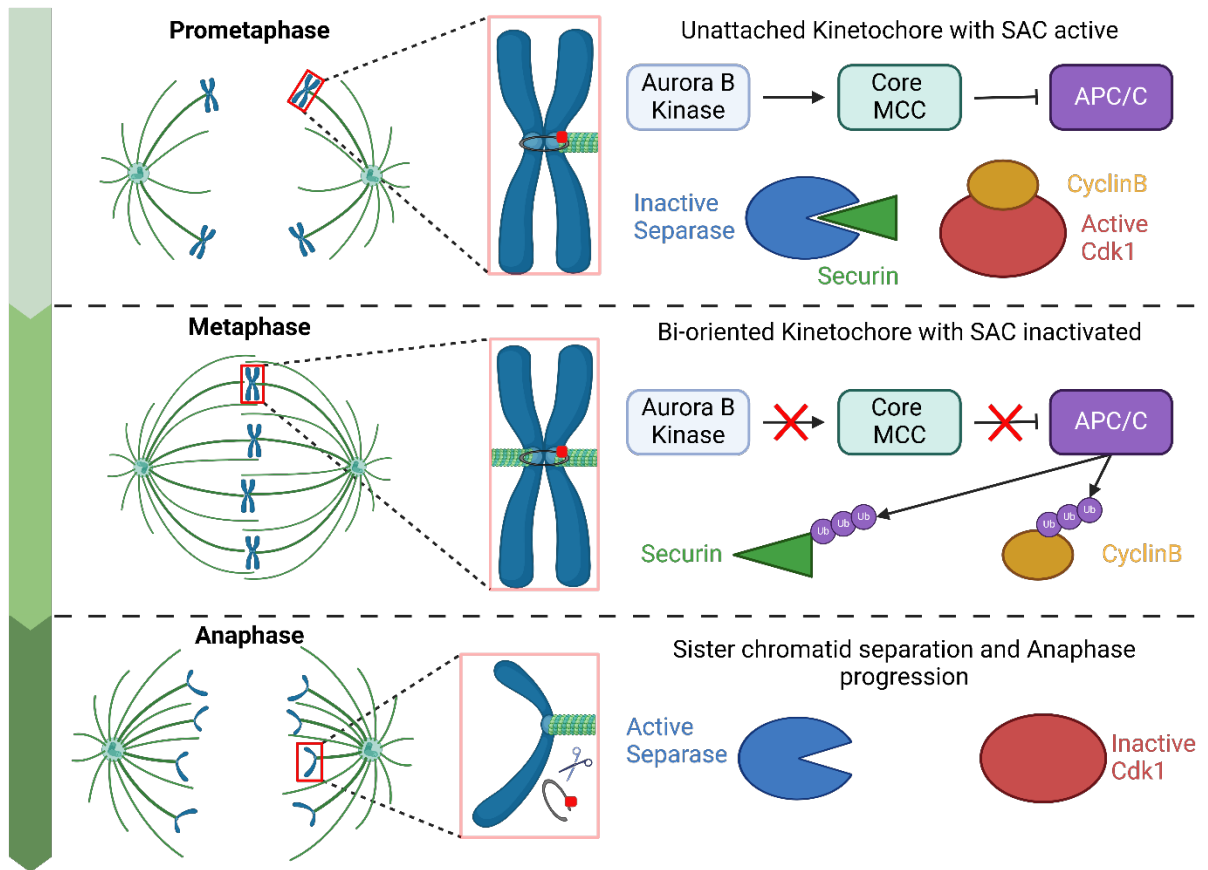 Prometaphase
Unattached Kinetochore with SAC active
Aurora B
Kinase
Core
MCC
APC/C
Inactive
Separase
Securin
CyclinB
Active
Cdk1
Metaphase
Bi-oriented Kinetochore with SAC inactivated
Aurora B
Kinase
Core
MCC
APC/C
Securin
Ub Ub Ub
Ub Ub Ub
CyclinB
Anaphase
Sister chromatid separation and Anaphase
progression
Active
Separase
Inactive
Cdk1